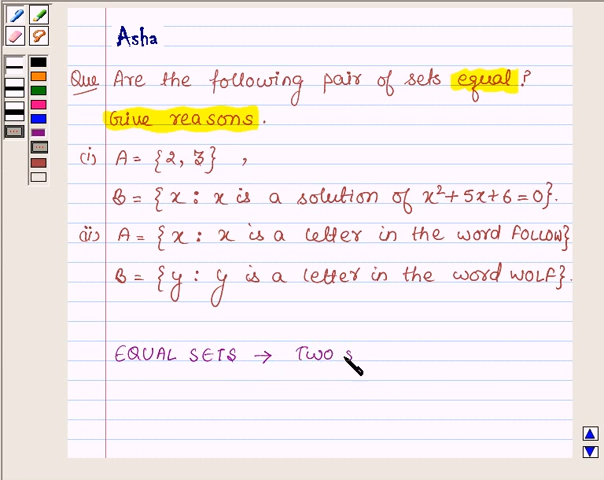 Asha
Que Are the following pair of sets equal?
Give reasons.
(i) A = {2, 3} ,
B = {x : x is a solution of x² + 5x + 6 = 0}.
(ii) A = {x : x is a letter in the word FOLLOW}
B = {y : y is a letter in the word WOLF}.
EQUAL SETS → TWO S